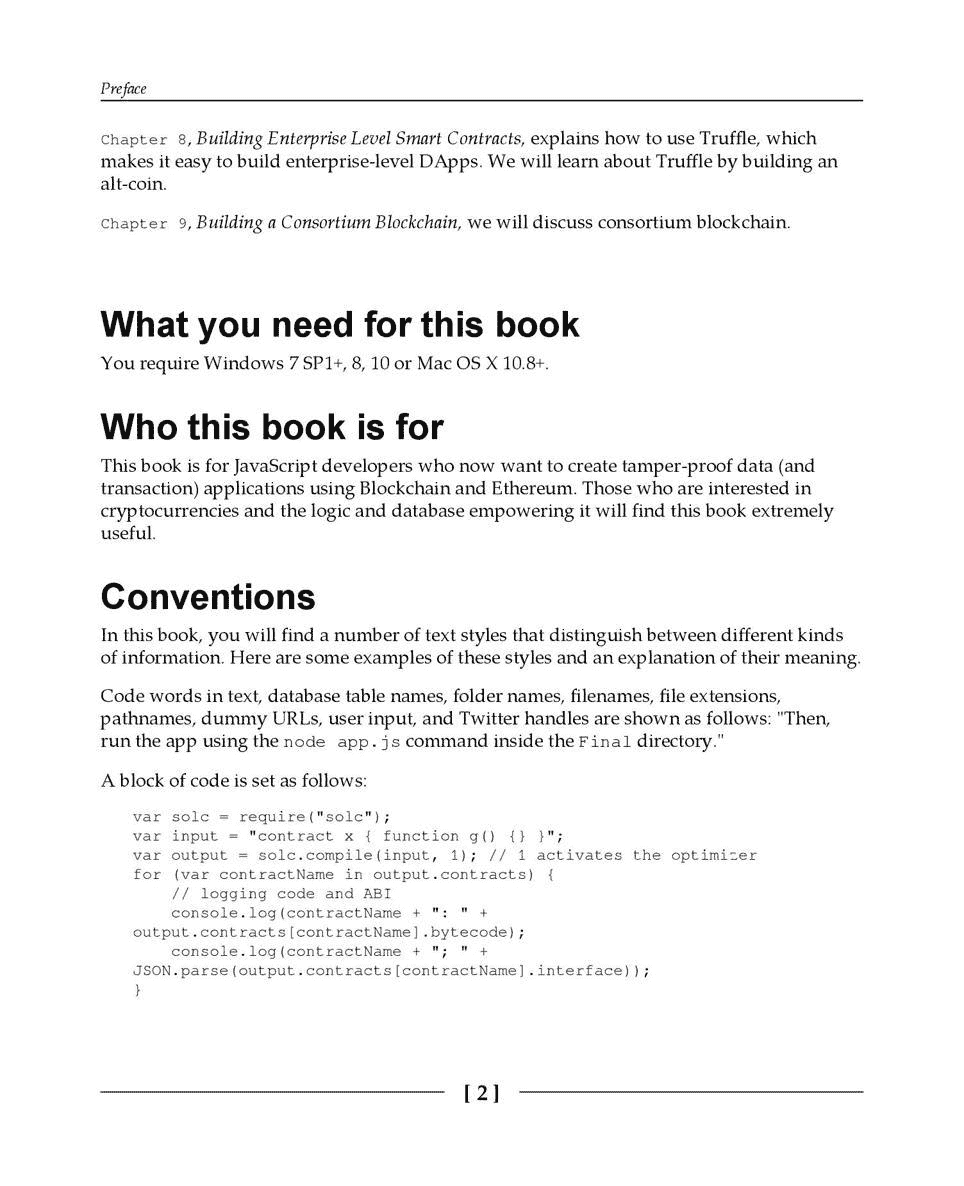 Preface
Chapter 8, Building Enterprise Level Smart Contracts, explains how to use Truffle, which
makes it easy to build enterprise-level DApps. We will learn about Truffle by building an
alt-coin.
Chapter 9, Building a Consortium Blockchain, we will discuss consortium blockchain.
What you need for this book
You require Windows 7 SP1+, 8, 10 or Mac OS X 10.8+.
Who this book is for
This book is for JavaScript developers who now want to create tamper-proof data (and
transaction) applications using Blockchain and Ethereum. Those who are interested in
cryptocurrencies and the logic and database empowering it will find this book extremely
useful.
Conventions
In this book, you will find a number of text styles that distinguish between different kinds
of information. Here are some examples of these styles and an explanation of their meaning.
Code words in text, database table names, folder names, filenames, file extensions,
pathnames, dummy URLs, user input, and Twitter handles are shown as follows: "Then,
run the app using the node app.js command inside the Final directory."
A block of code is set as follows:
var solc = require("solc");
var input = "contract x { function g() {} }";
var output = solc.compile(input, 1); // 1 activates the optimizer
for (var contractName in output.contracts) {
    // logging code and ABI
    console.log(contractName + ": " +
output.contracts[contractName].bytecode);
    console.log(contractName + "; " +
JSON.parse(output.contracts[contractName].interface));
}
[ 2 ]